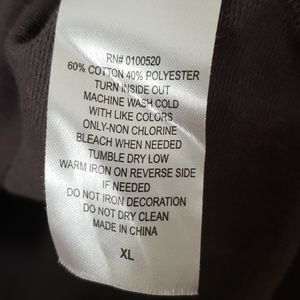 RN# 0100520
60% COTTON 40% POLYESTER
TURN INSIDE OUT
MACHINE WASH COLD
WITH LIKE COLORS
ONLY-NON CHLORINE
BLEACH WHEN NEEDED
TUMBLE DRY LOW
WARM IRON ON REVERSE SIDE
IF NEEDED
DO NOT IRON DECORATION
DO NOT DRY CLEAN
MADE IN CHINA
XL